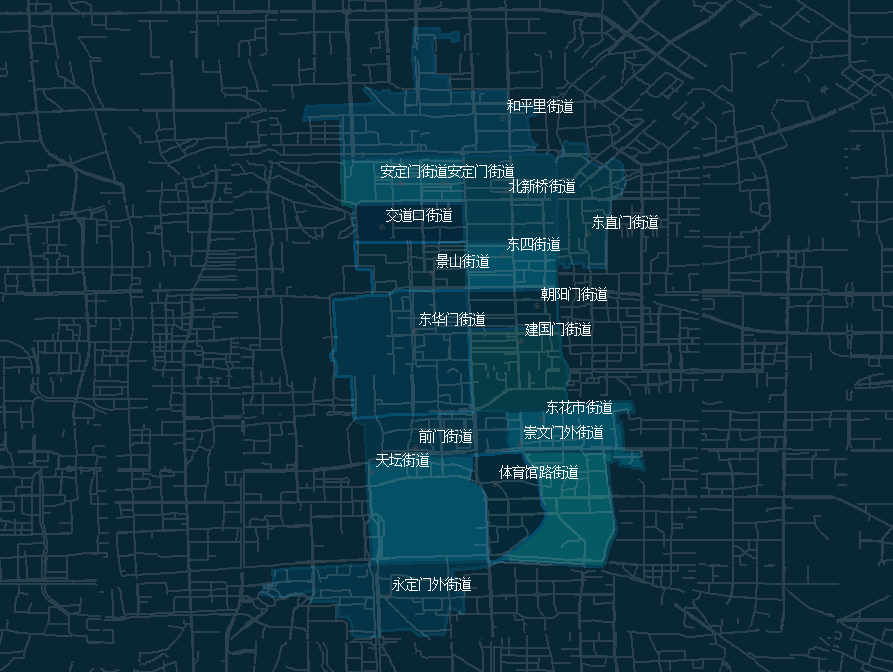 和平里街道
安定门街道安定门街道
北新桥街道
交道口街道
东直门街道
东四街道
景山街道
朝阳门街道
东华门街道
建国门街道
东花市街道
崇文门外街道
前门街道
天坛街道
体育馆路街道
永定门外街道